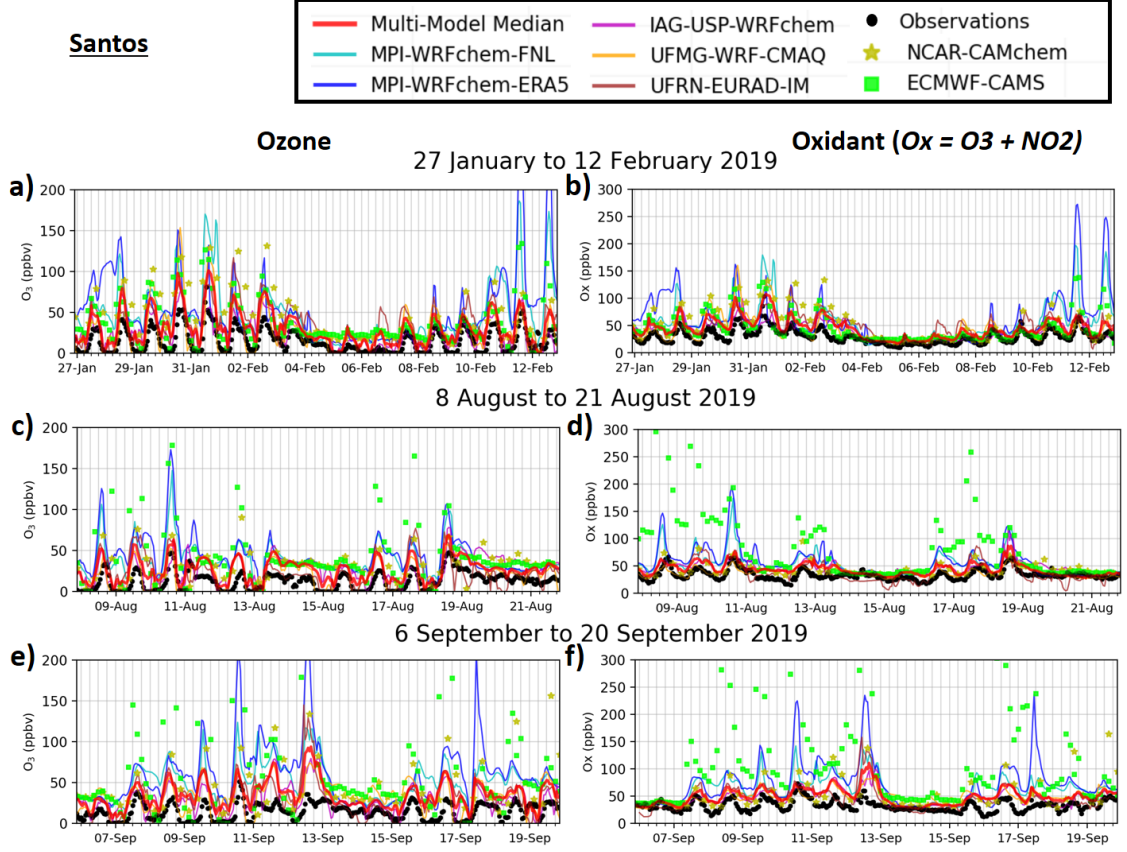 Santos
Multi-Model Median
MPI-WRFchem-FNL
MPI-WRFchem-ERA5
IAG-USP-WRFchem
UFMG-WRF-CMAQ
UFRN-EURAD-IM
Observations
NCAR-CAMchem
ECMWF-CAMS
Ozone
Oxidant (Ox = O3 + NO2)
27 January to 12 February 2019
a)
O₃ (ppbv)
200
150
100
50
0
27-Jan 29-Jan 31-Jan 02-Feb 04-Feb 06-Feb 08-Feb 10-Feb 12-Feb
b)
Ox (ppbv)
300
250
200
150
100
50
0
27-Jan 29-Jan 31-Jan 02-Feb 04-Feb 06-Feb 08-Feb 10-Feb 12-Feb
8 August to 21 August 2019
c)
O₃ (ppbv)
200
150
100
50
0
09-Aug 11-Aug 13-Aug 15-Aug 17-Aug 19-Aug 21-Aug
d)
Ox (ppbv)
300
250
200
150
100
50
0
09-Aug 11-Aug 13-Aug 15-Aug 17-Aug 19-Aug 21-Aug
6 September to 20 September 2019
e)
O₃ (ppbv)
200
150
100
50
0
07-Sep 09-Sep 11-Sep 13-Sep 15-Sep 17-Sep 19-Sep
f)
Ox (ppbv)
300
250
200
150
100
50
0
07-Sep 09-Sep 11-Sep 13-Sep 15-Sep 17-Sep 19-Sep